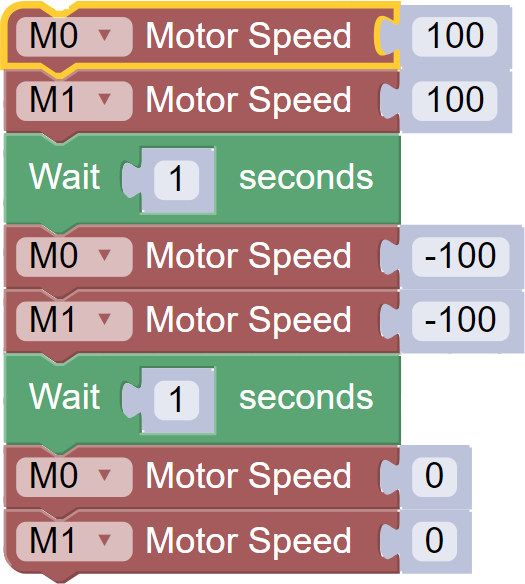 M0 Motor Speed 100
M1 Motor Speed 100
Wait 1 seconds
M0 Motor Speed -100
M1 Motor Speed -100
Wait 1 seconds
M0 Motor Speed 0
M1 Motor Speed 0